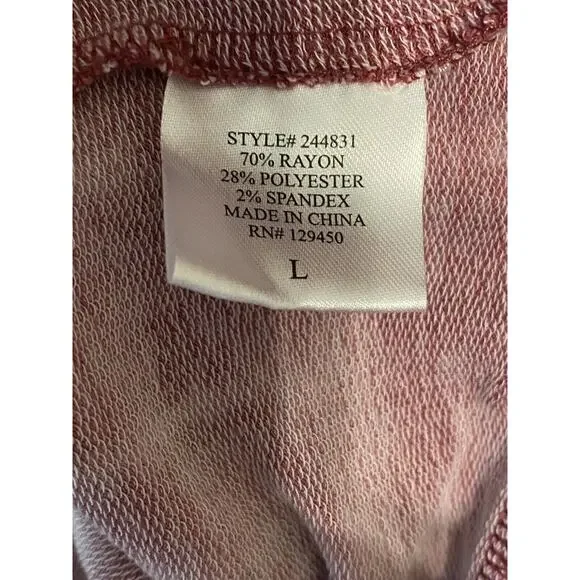 STYLE# 244831
70% RAYON
28% POLYESTER
2% SPANDEX
MADE IN CHINA
RN# 129450
L